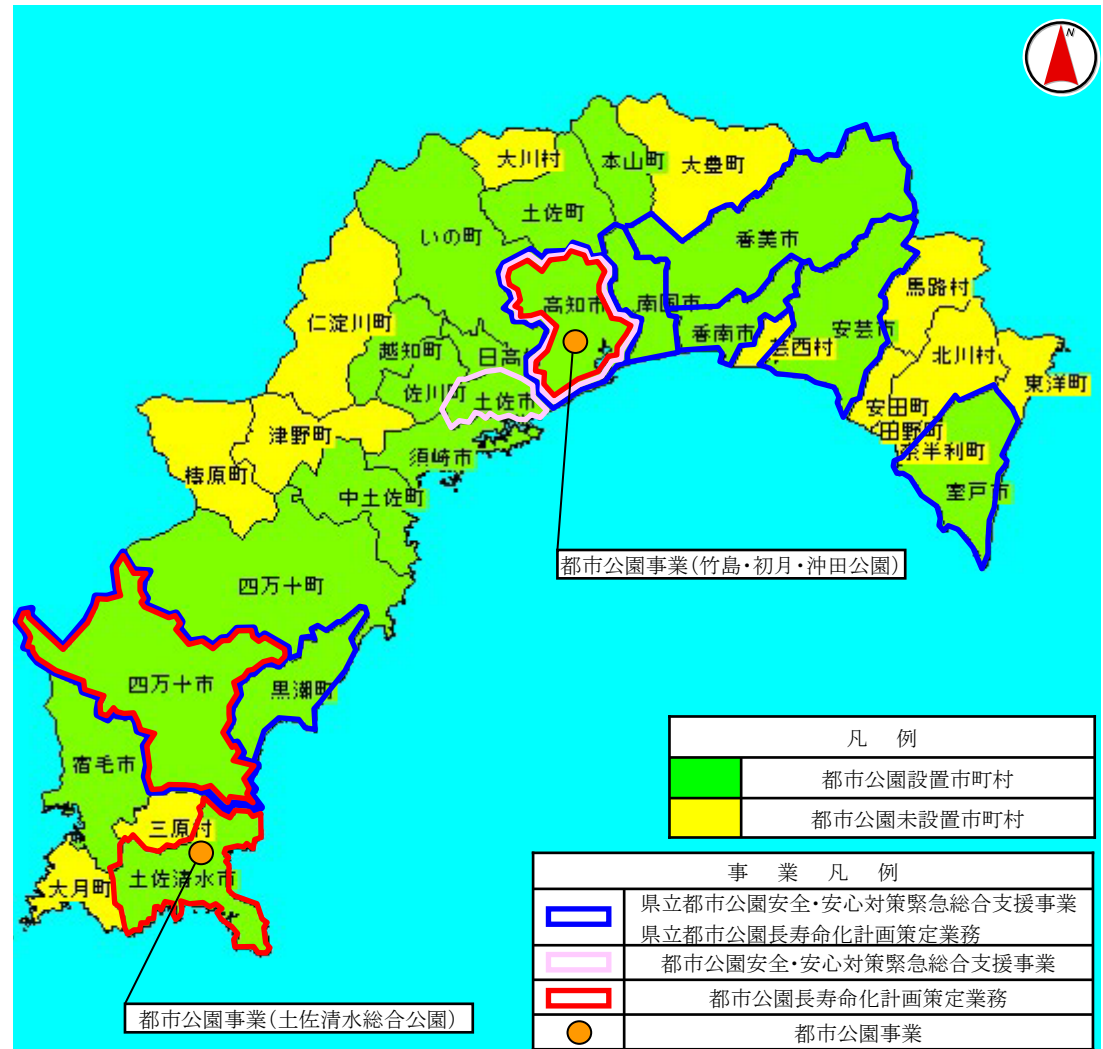 N
大川村
本山町
大豊町
土佐町
いの町
香美市
高知市
南国市
馬路村
仁淀川町
香南市
安芸市
越知町
日高
芸西村
北川村
佐川町
土佐市
東洋町
安田町
津野町
田野町
須崎市
奈半利町
梼原町
中土佐町
室戸市
都市公園事業(竹島・初月・沖田公園)
四万十町
四万十市
黒潮町
宿毛市
三原村
土佐清水市
大月町
都市公園事業(土佐清水総合公園)
凡 例
都市公園設置市町村
都市公園未設置市町村
事 業 凡 例
県立都市公園安全・安心対策緊急総合支援事業
県立都市公園長寿命化計画策定業務
都市公園安全・安心対策緊急総合支援事業
都市公園長寿命化計画策定業務
都市公園事業